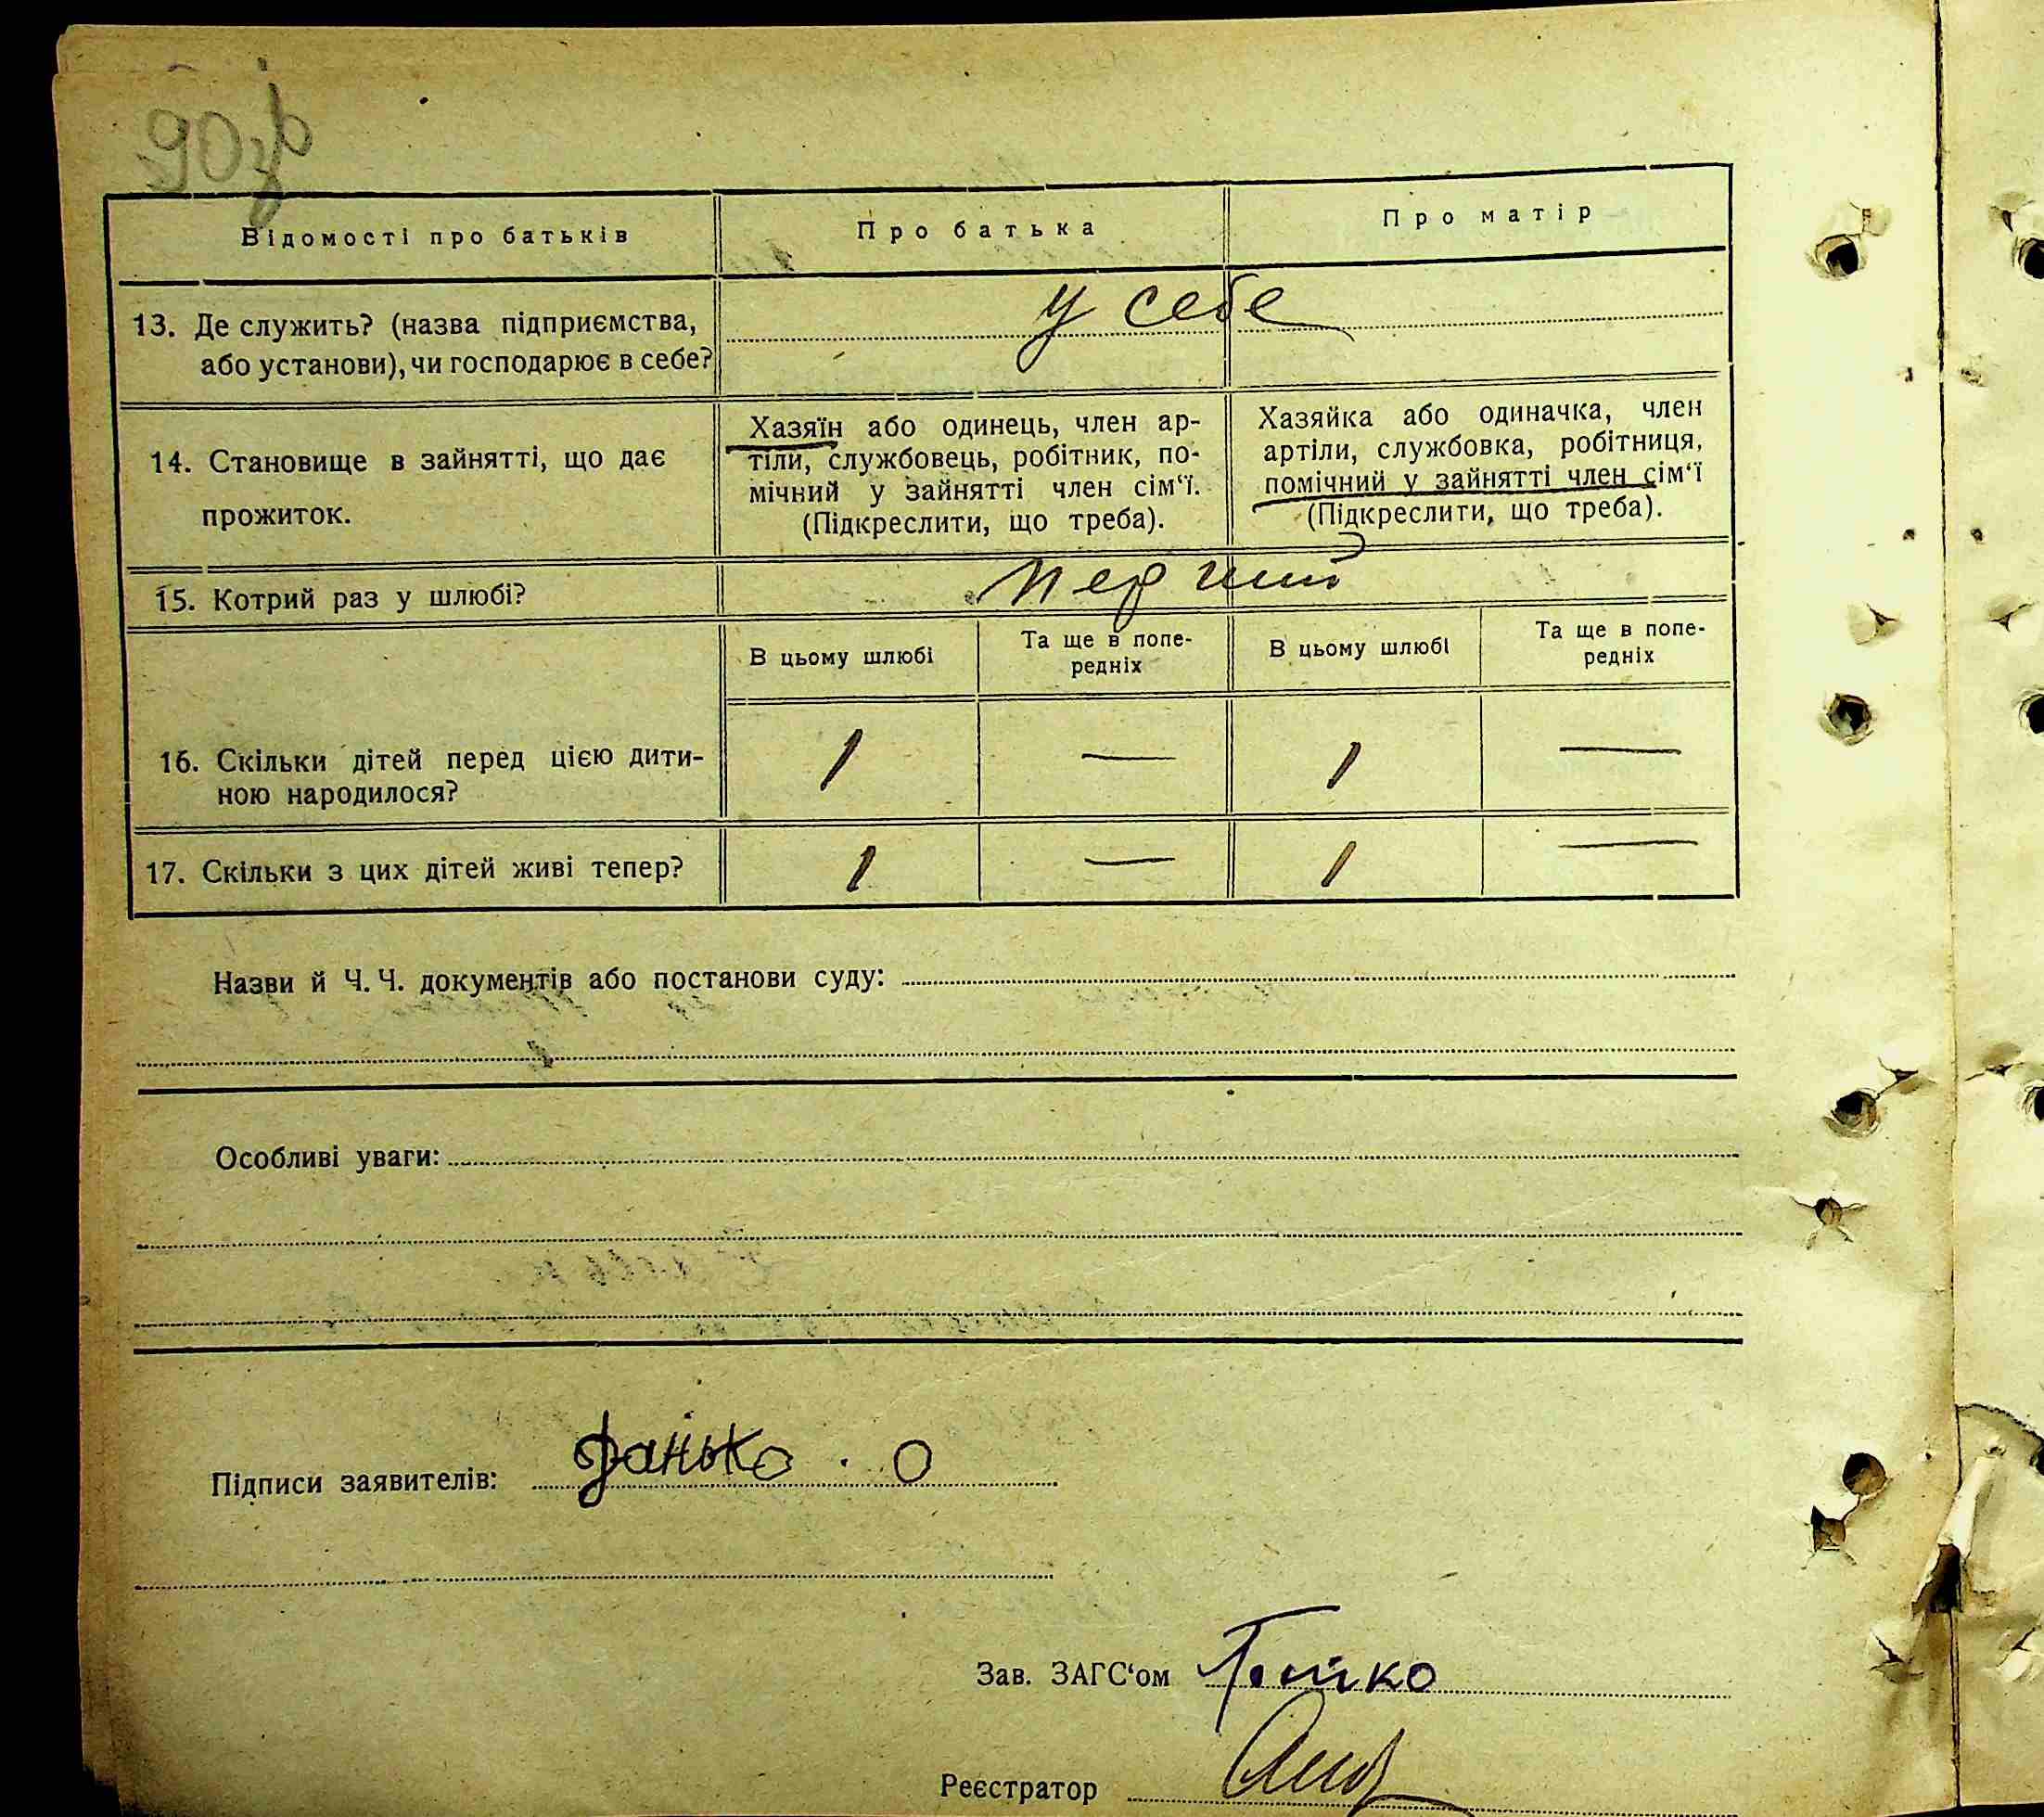 90зв
Відомості про батьків
Про батька
Про матір
13. Де служить? (назва підприємства,
або установи), чи господарює в себе?
у себе
14. Становище в зайнятті, що дає
прожиток.
Хазяїн або одинець, член ар-
тіли, службовець, робітник, по-
мічний у зайнятті член сім‘ї.
(Підкреслити, що треба).
Хазяйка або одиначка, член
артіли, службовка, робітниця,
помічний у зайнятті член сім‘ї
(Підкреслити, що треба).
15. Котрий раз у шлюбі?
перший
В цьому шлюбі
Та ще в попе-
редніх
В цьому шлюбі
Та ще в попе-
редніх
16. Скільки дітей перед цією дити-
ною народилося?
1 — 1 —
17. Скільки з цих дітей живі тепер?
1 — 1 —
Назви й Ч. Ч. документів або постанови суду:
Особливі уваги:
Підписи заявителів:
О
Зав. ЗАГС‘ом
Реєстратор